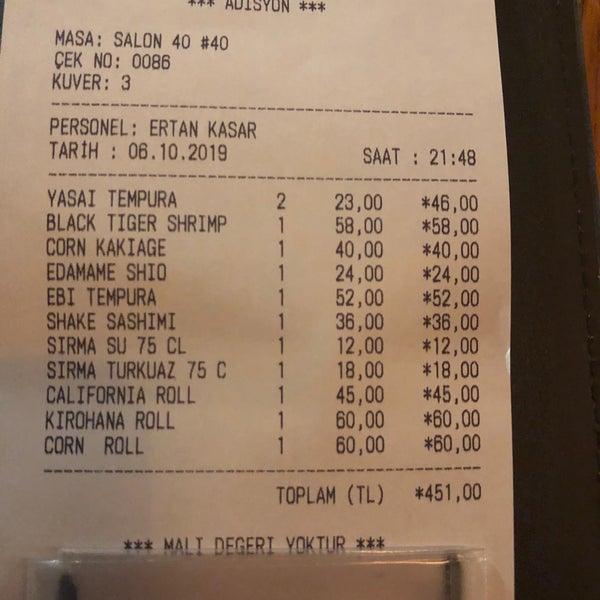 *** ADİSYON ***
MASA: SALON 40 #40
ÇEK NO: 0086
KUVER: 3
PERSONEL: ERTAN KASAR
TARİH : 06.10.2019 SAAT : 21:48
YASAI TEMPURA 2 23,00 *46,00
BLACK TIGER SHRIMP 1 58,00 *58,00
CORN KAKIAGE 1 40,00 *40,00
EDAMAME SHIO 1 24,00 *24,00
EBI TEMPURA 1 52,00 *52,00
SHAKE SASHIMI 1 36,00 *36,00
SIRMA SU 75 CL 1 12,00 *12,00
SIRMA TURKUAZ 75 C 1 18,00 *18,00
CALIFORNIA ROLL 1 45,00 *45,00
KIROHANA ROLL 1 60,00 *60,00
CORN ROLL 1 60,00 *60,00
TOPLAM (TL) *451,00
*** MALI DEGERI YOKTUR ***